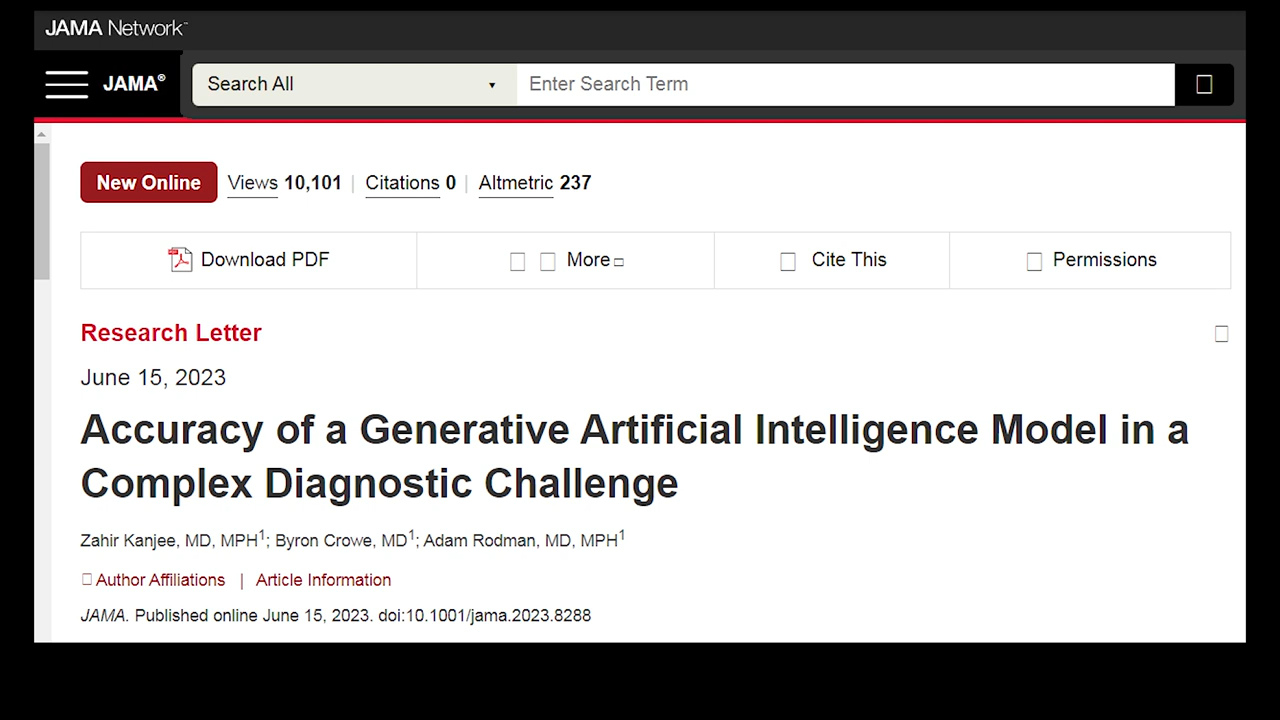 JAMA Network™
JAMA®
Search All
Enter Search Term
New Online Views 10,101 | Citations 0 | Altmetric 237
Download PDF
More
Cite This
Permissions
Research Letter
June 15, 2023
Accuracy of a Generative Artificial Intelligence Model in a
Complex Diagnostic Challenge
Zahir Kanjee, MD, MPH1; Byron Crowe, MD1; Adam Rodman, MD, MPH1
Author Affiliations | Article Information
JAMA. Published online June 15, 2023. doi:10.1001/jama.2023.8288